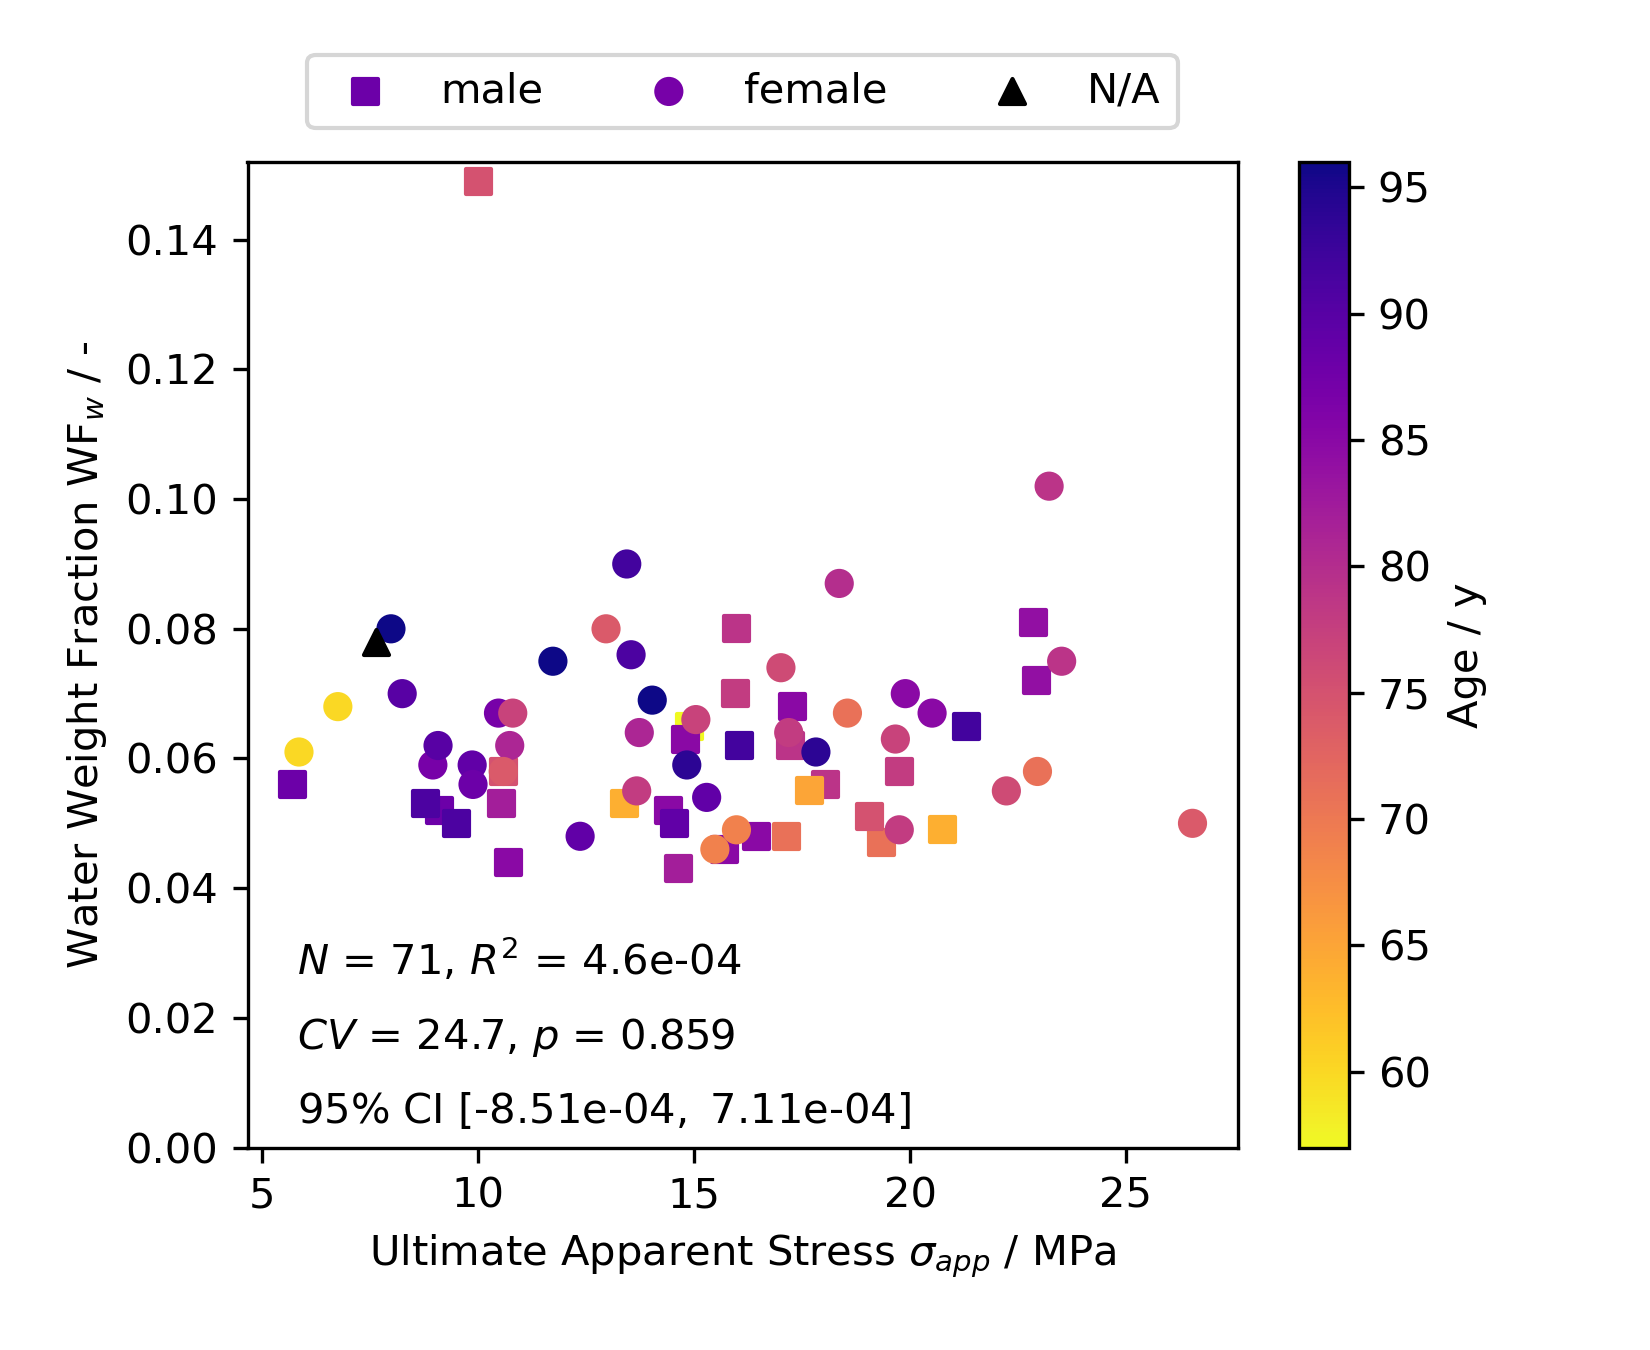 male female N/A
0.14
0.12
0.10
0.08
0.06
0.04
0.02
0.00
Water Weight Fraction WF_w / -
N = 71, R² = 4.6e-04
CV = 24.7, p = 0.859
95% CI [-8.51e-04, 7.11e-04]
5 10 15 20 25
Ultimate Apparent Stress σ_app / MPa
95
90
85
80
75
70
65
60
Age / y